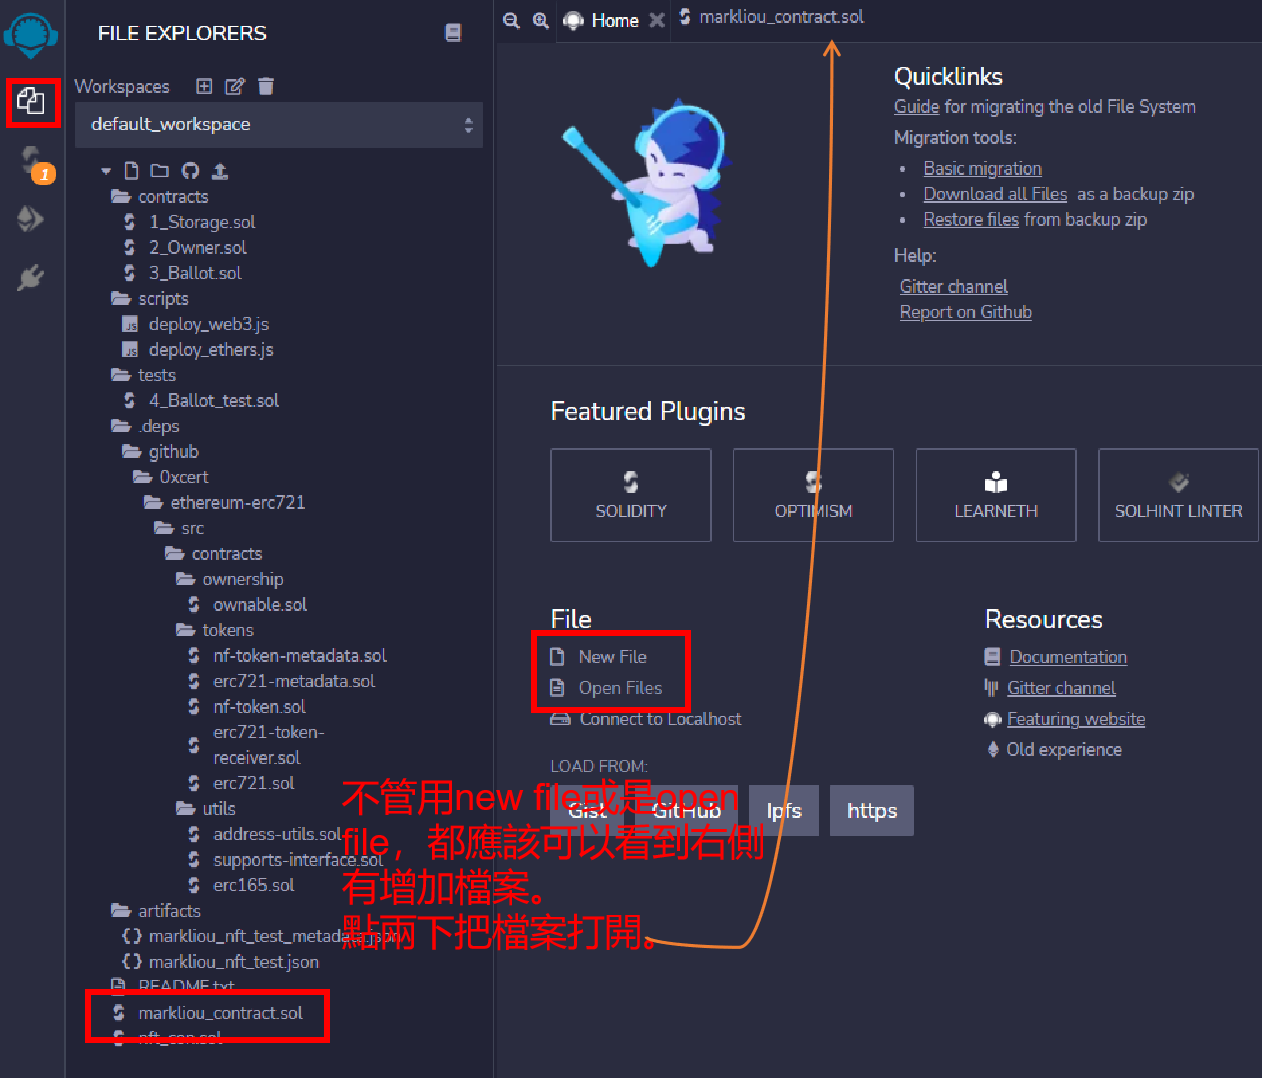 FILE EXPLORERS
Workspaces
default_workspace
1
contracts
1_Storage.sol
2_Owner.sol
3_Ballot.sol
scripts
deploy_web3.js
deploy_ethers.js
tests
4_Ballot_test.sol
.deps
github
0xcert
ethereum-erc721
src
contracts
ownership
ownable.sol
tokens
nf-token-metadata.sol
erc721-metadata.sol
nf-token.sol
erc721-token-
receiver.sol
erc721.sol
utils
address-utils.sol
supports-interface.sol
erc165.sol
artifacts
markliou_nft_test_metadata.json
markliou_nft_test.json
README.txt
markliou_contract.sol
nft_con.sol
Home
markliou_contract.sol
Quicklinks
Guide for migrating the old File System
Migration tools:
Basic migration
Download all Files as a backup zip
Restore files from backup zip
Help:
Gitter channel
Report on Github
Featured Plugins
SOLIDITY
OPTIMISM
LEARNETH
SOLHINT LINTER
File
New File
Open Files
Connect to Localhost
LOAD FROM:
Gist
GitHub
Ipfs
https
Resources
Documentation
Gitter channel
Featuring website
Old experience
不管用new file或是open
file，都應該可以看到右側
有增加檔案。
點兩下把檔案打開。